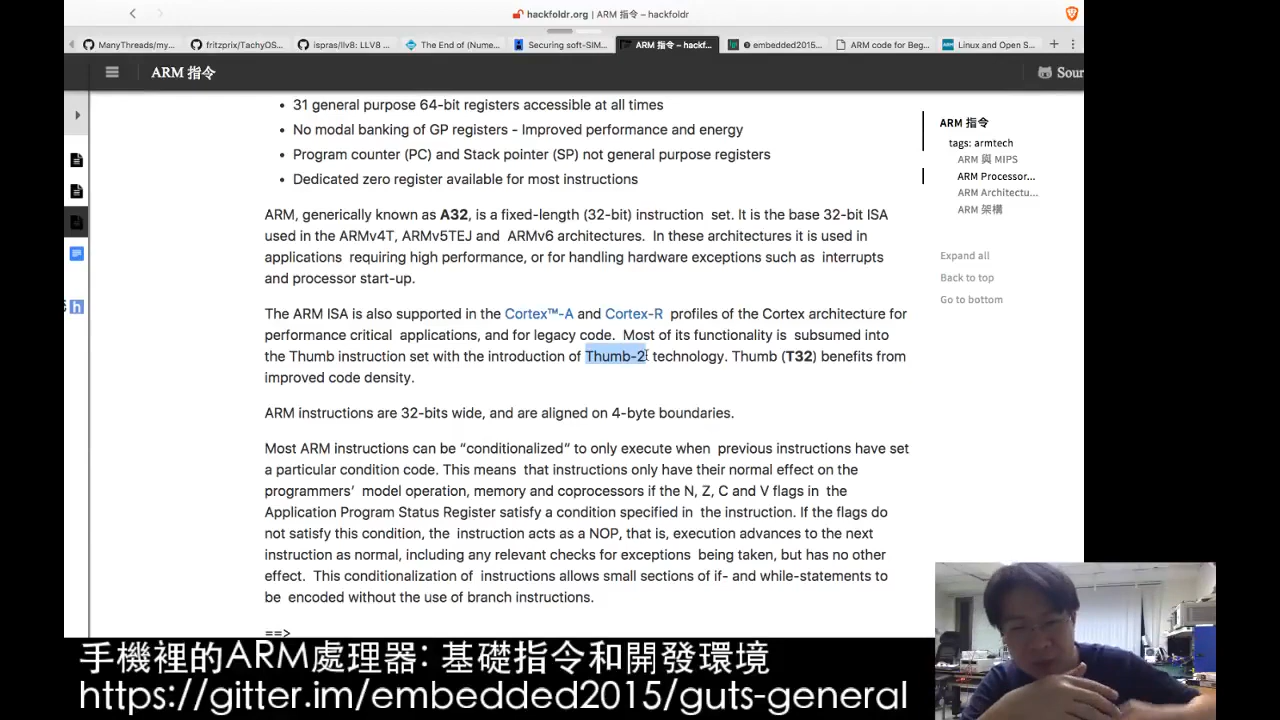 hackfoldr.org | ARM 指令 – hackfoldr
ManyThreads/my...
fritzprix/TachyOS...
ispras/llv8: LLV8 ...
The End of (Nume...
Securing soft-SIM...
ARM 指令 – hackf...
embedded2015...
ARM code for Beg...
Linux and Open S...
ARM 指令
Sour
31 general purpose 64-bit registers accessible at all times
No modal banking of GP registers - Improved performance and energy
Program counter (PC) and Stack pointer (SP) not general purpose registers
Dedicated zero register available for most instructions
ARM, generically known as A32, is a fixed-length (32-bit) instruction set. It is the base 32-bit ISA
used in the ARMv4T, ARMv5TEJ and ARMv6 architectures. In these architectures it is used in
applications requiring high performance, or for handling hardware exceptions such as interrupts
and processor start-up.
The ARM ISA is also supported in the Cortex™-A and Cortex-R profiles of the Cortex architecture for
performance critical applications, and for legacy code. Most of its functionality is subsumed into
the Thumb instruction set with the introduction of Thumb-2 technology. Thumb (T32) benefits from
improved code density.
ARM instructions are 32-bits wide, and are aligned on 4-byte boundaries.
Most ARM instructions can be “conditionalized” to only execute when previous instructions have set
a particular condition code. This means that instructions only have their normal effect on the
programmers’ model operation, memory and coprocessors if the N, Z, C and V flags in the
Application Program Status Register satisfy a condition specified in the instruction. If the flags do
not satisfy this condition, the instruction acts as a NOP, that is, execution advances to the next
instruction as normal, including any relevant checks for exceptions being taken, but has no other
effect. This conditionalization of instructions allows small sections of if- and while-statements to
be encoded without the use of branch instructions.
==>
ARM 指令
tags: armtech
ARM 與 MIPS
ARM Processor...
ARM Architectu...
ARM 架構
Expand all
Back to top
Go to bottom
手機裡的ARM處理器: 基礎指令和開發環境
https://gitter.im/embedded2015/guts-general